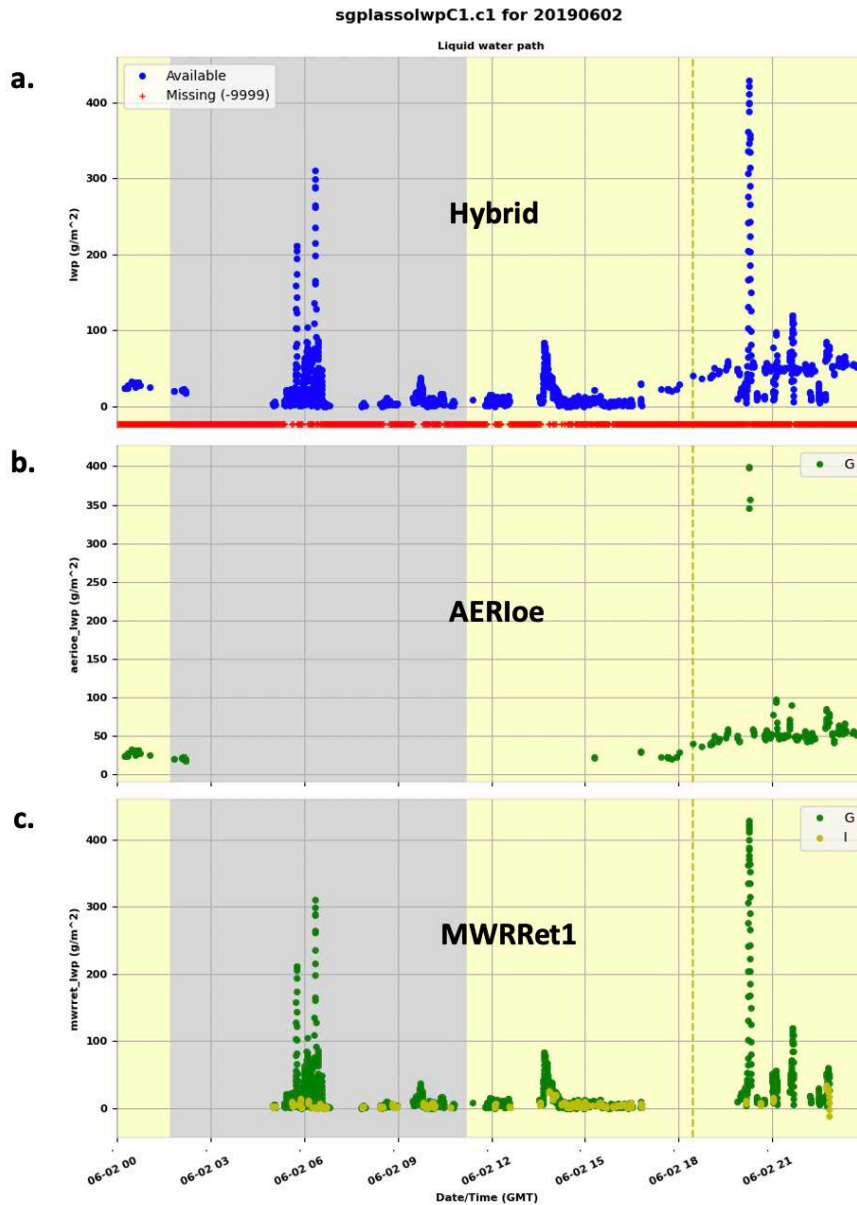 sgplassolwpC1.c1 for 20190602
Liquid water path
a.
Available
Missing (-9999)
400
300
200
100
0
lwp (g/m^2)
Hybrid
b.
G
400
350
300
250
200
150
100
50
0
aerioe_lwp (g/m^2)
AERIoe
c.
G
I
400
300
200
100
0
mwrret_lwp (g/m^2)
MWRRet1
06-02 00
06-02 03
06-02 06
06-02 09
06-02 12
06-02 15
06-02 18
06-02 21
Date/Time (GMT)